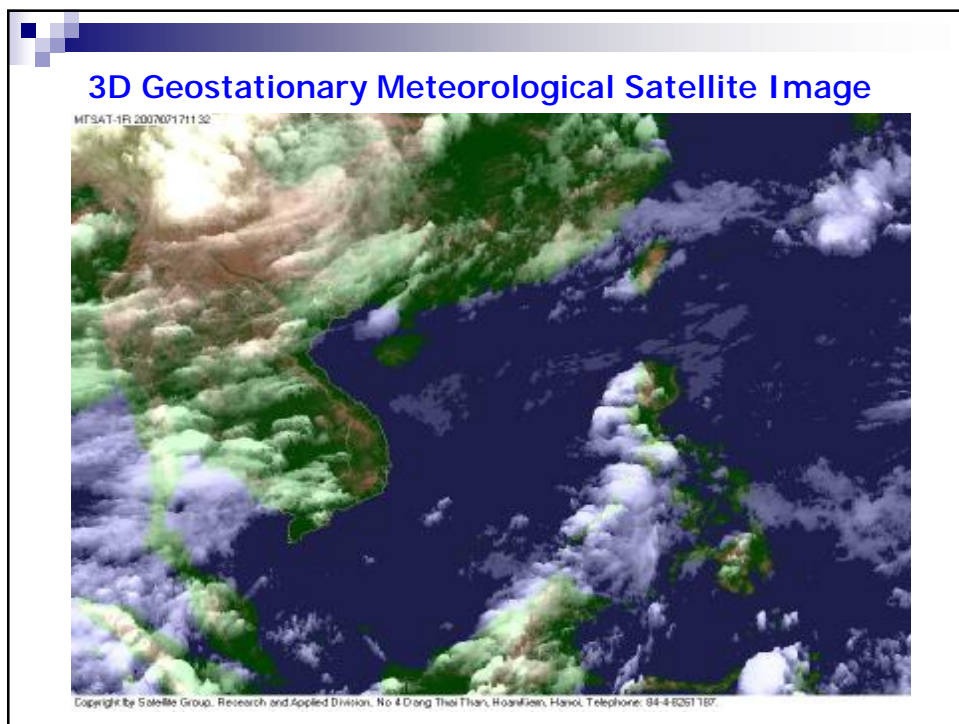 3D Geostationary Meteorological Satellite Image
MTSAT-1R 200707171132
Copyright by Satellite Group, Research and Applied Division, No 4 Dang Thai Than, HoanKiem, Hanoi, Telephone: 84-4-8261187.